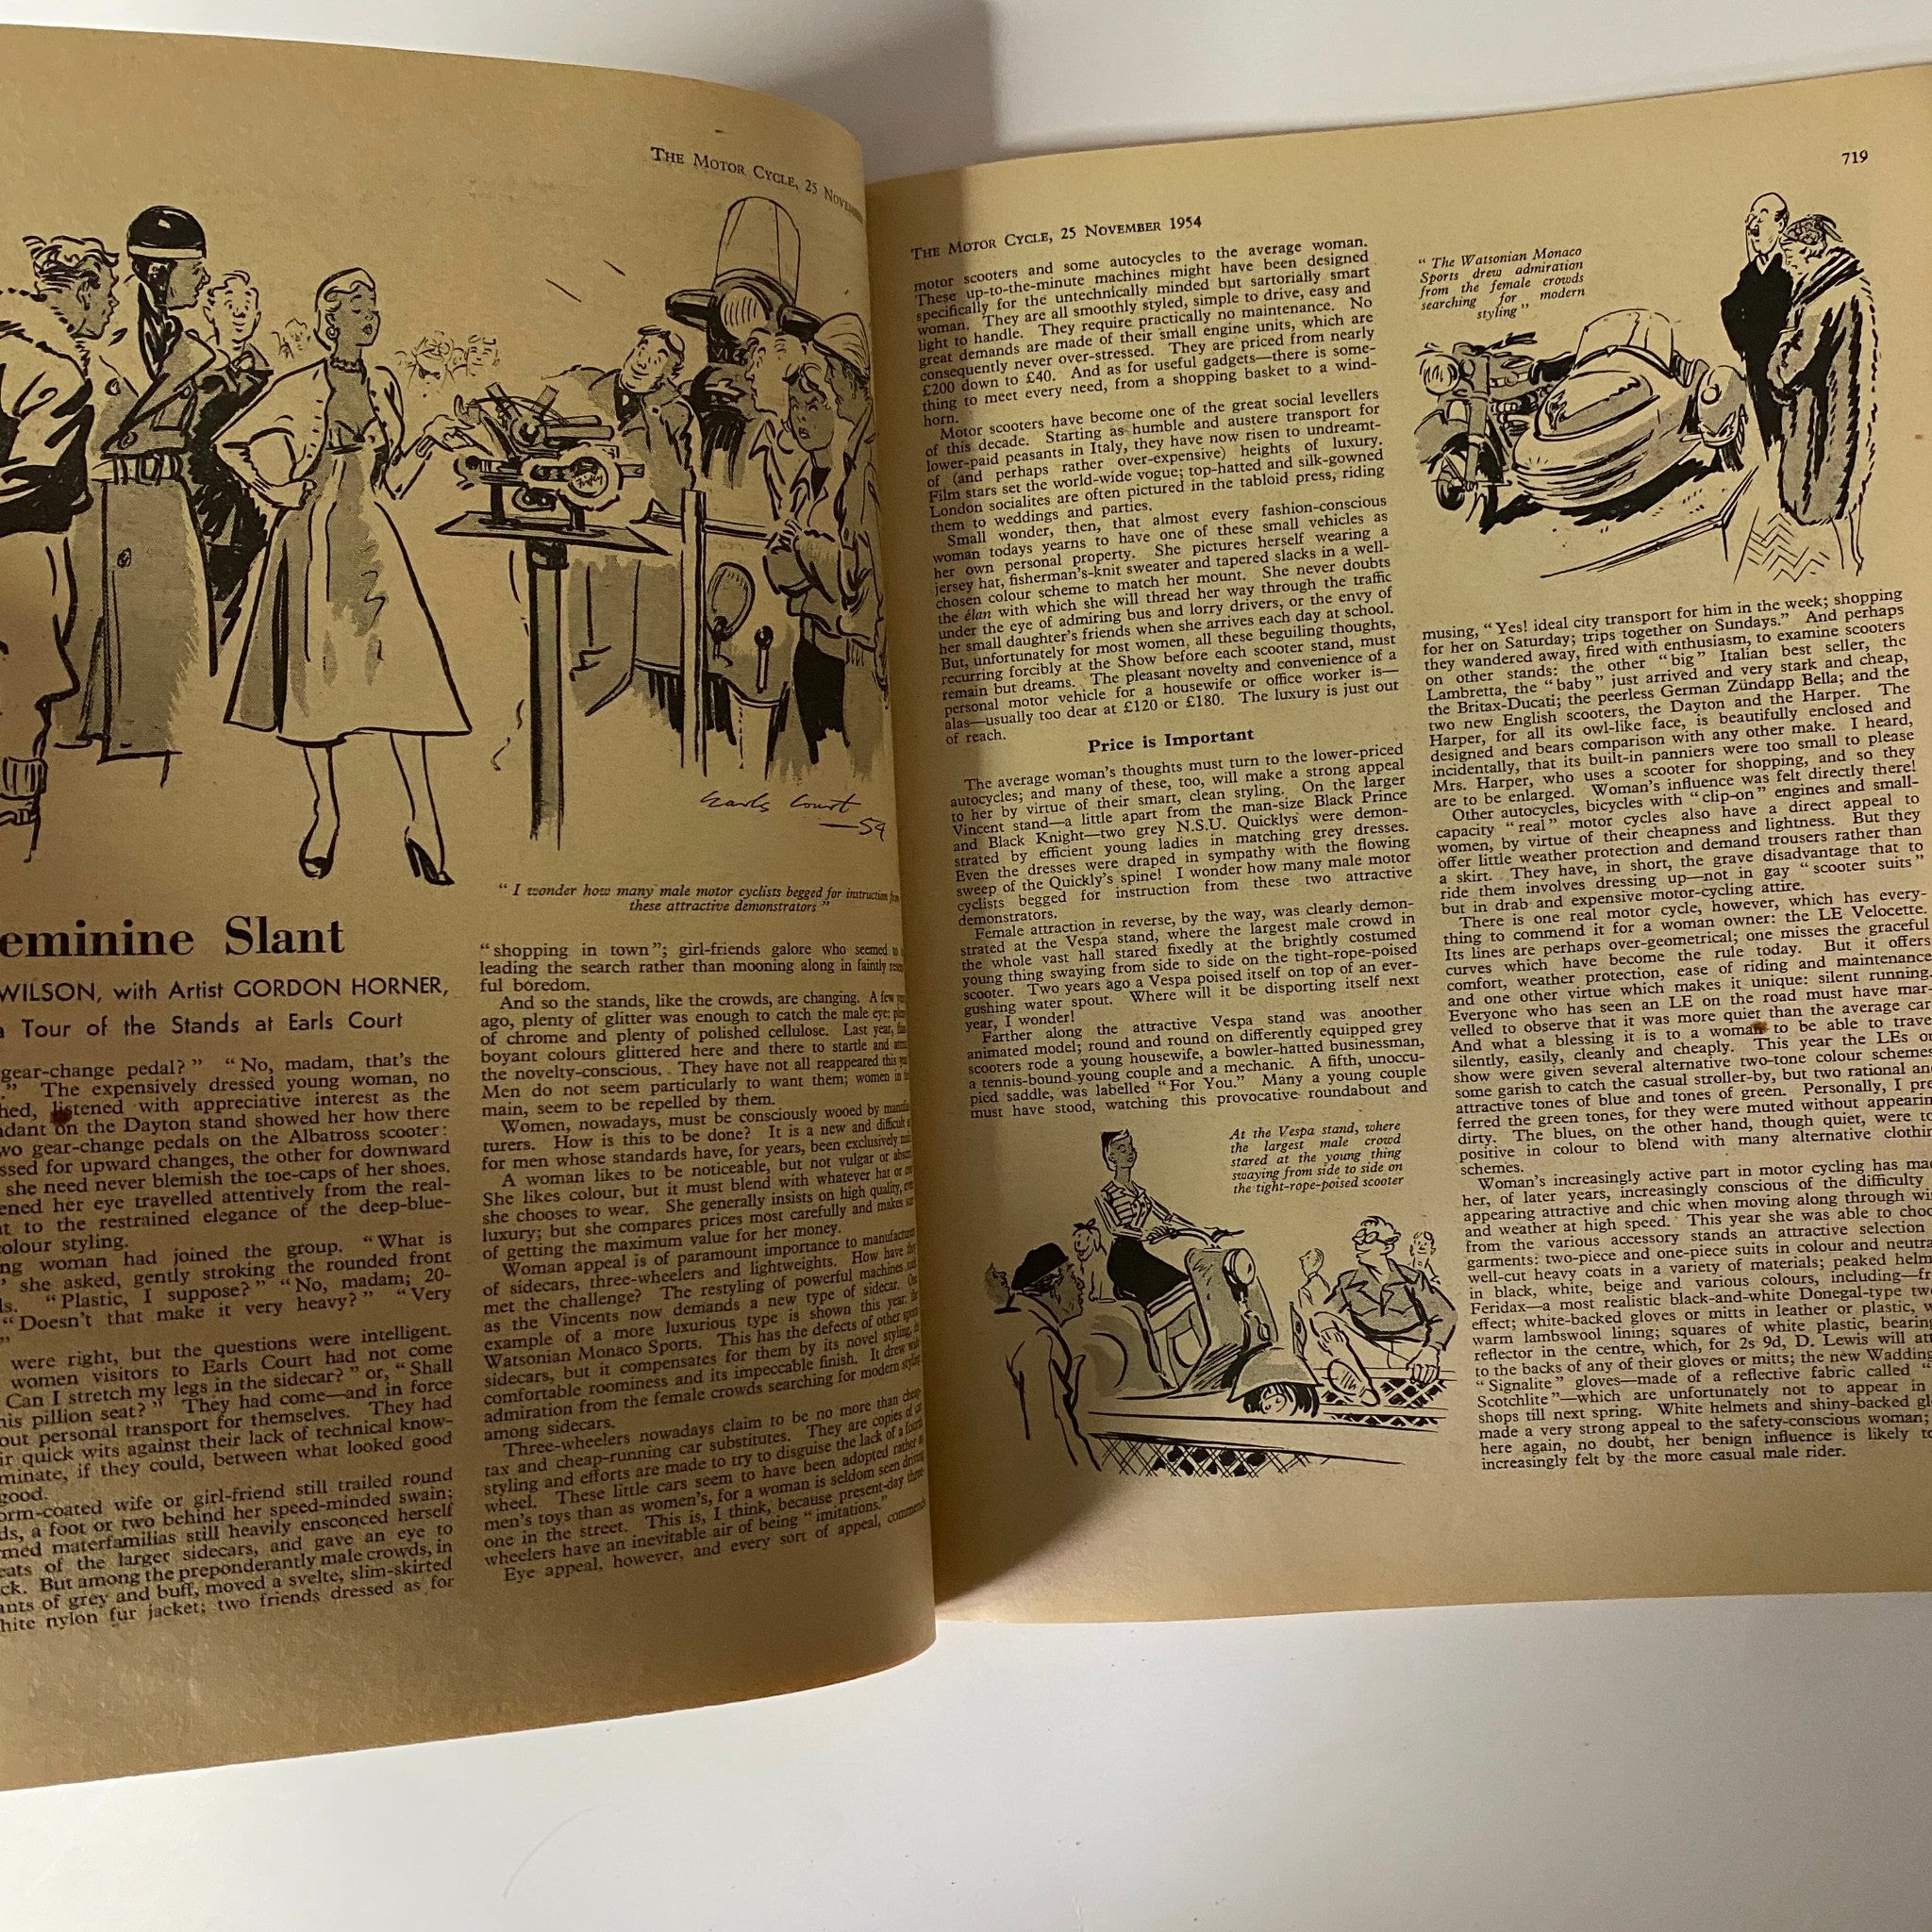 THE MOTOR CYCLE, 25 NOVEMBER
Earls Court
—54
" I wonder how many male motor cyclists begged for instruction from
these attractive demonstrators "
eminine Slant
WILSON, with Artist GORDON HORNER,
Tour of the Stands at Earls Court
gear-change pedal? " " No, madam, that's the
" The expensively dressed young woman, no
hed, listened with appreciative interest as the
ndant on the Dayton stand showed her how there
wo gear-change pedals on the Albatross scooter:
ssed for upward changes, the other for downward
she need never blemish the toe-caps of her shoes.
ened her eye travelled attentively from the real-
t to the restrained elegance of the deep-blue-
colour styling.
ng woman had joined the group. " What is
' she asked, gently stroking the rounded front
ls. " Plastic, I suppose? " " No, madam; 20-
" Doesn't that make it very heavy? " " Very
"
were right, but the questions were intelligent.
women visitors to Earls Court had not come
Can I stretch my legs in the sidecar? " or, " Shall
his pillion seat? " They had come—and in force
out personal transport for themselves. They had
ir quick wits against their lack of technical know-
minate, if they could, between what looked good
good.
orm-coated wife or girl-friend still trailed round
ds, a foot or two behind her speed-minded swain;
rmed materfamilias still heavily ensconced herself
eats of the larger sidecars, and gave an eye to
ck. But among the preponderantly male crowds, in
ants of grey and buff, moved a svelte, slim-skirted
hite nylon fur jacket; two friends dressed as for
" shopping in town "; girl-friends galore who seemed to
leading the search rather than mooning along in faintly
ful boredom.
And so the stands, like the crowds, are changing. A few
ago, plenty of glitter was enough to catch the male eye;
of chrome and plenty of polished cellulose. Last year,
boyant colours glittered here and there to startle and
the novelty-conscious. They have not all reappeared this
Men do not seem particularly to want them; women in
main, seem to be repelled by them.
Women, nowadays, must be consciously wooed by
turers. How is this to be done? It is a new and difficult
for men whose standards have, for years, been exclusively
A woman likes to be noticeable, but not vulgar or
She likes colour, but it must blend with whatever hat or
she chooses to wear. She generally insists on high quality,
luxury; but she compares prices most carefully and makes
of getting the maximum value for her money.
Woman appeal is of paramount importance to manufacturers
of sidecars, three-wheelers and lightweights. How have they
met the challenge? The restyling of powerful machines such
as the Vincents now demands a new type of sidecar. One
example of a more luxurious type is shown this year: the
Watsonian Monaco Sports. This has the defects of other sports
sidecars, but it compensates for them by its novel styling, its
comfortable roominess and its impeccable finish. It drew
admiration from the female crowds searching for modern styling
among sidecars.
Three-wheelers nowadays claim to be no more than cheap-
tax and cheap-running car substitutes. They are copies of
styling and efforts are made to try to disguise the lack of a fourth
wheel. These little cars seem to have been adopted rather as
men's toys than as women's, for a woman is seldom seen driving
one in the street. This is, I think, because present-day three-
wheelers have an inevitable air of being " imitations."
Eye appeal, however, and every sort of appeal, commends
719
THE MOTOR CYCLE, 25 NOVEMBER 1954
motor scooters and some autocycles to the average woman.
These up-to-the-minute machines might have been designed
specifically for the untechnically minded but sartorially smart
woman. They are all smoothly styled, simple to drive, easy and
light to handle. They require practically no maintenance. No
great demands are made of their small engine units, which are
consequently never over-stressed. They are priced from nearly
£200 down to £40. And as for useful gadgets—there is some-
thing to meet every need, from a shopping basket to a wind-
horn.
Motor scooters have become one of the great social levellers
of this decade. Starting as humble and austere transport for
lower-paid peasants in Italy, they have now risen to undreamt-
of (and perhaps rather over-expensive) heights of luxury.
Film stars set the world-wide vogue; top-hatted and silk-gowned
London socialites are often pictured in the tabloid press, riding
them to weddings and parties.
Small wonder, then, that almost every fashion-conscious
woman todays yearns to have one of these small vehicles as
her own personal property. She pictures herself wearing a
jersey hat, fisherman's-knit sweater and tapered slacks in a well-
chosen colour scheme to match her mount. She never doubts
the élan with which she will thread her way through the traffic
under the eye of admiring bus and lorry drivers, or the envy of
her small daughter's friends when she arrives each day at school.
But, unfortunately for most women, all these beguiling thoughts,
recurring forcibly at the Show before each scooter stand, must
remain but dreams. The pleasant novelty and convenience of a
personal motor vehicle for a housewife or office worker is—
alas—usually too dear at £120 or £180. The luxury is just out
of reach.
Price is Important
The average woman's thoughts must turn to the lower-priced
autocycles; and many of these, too, will make a strong appeal
to her by virtue of their smart, clean styling. On the larger
Vincent stand—a little apart from the man-size Black Prince
and Black Knight—two grey N.S.U. Quicklys were demon-
strated by efficient young ladies in matching grey dresses.
Even the dresses were draped in sympathy with the flowing
sweep of the Quickly's spine! I wonder how many male motor
cyclists begged for instruction from these two attractive
demonstrators.
Female attraction in reverse, by the way, was clearly demon-
strated at the Vespa stand, where the largest male crowd in
the whole vast hall stared fixedly at the brightly costumed
young thing swaying from side to side on the tight-rope-poised
scooter. Two years ago a Vespa poised itself on top of an ever-
gushing water spout. Where will it be disporting itself next
year, I wonder!
Farther along the attractive Vespa stand was another
animated model; round and round on differently equipped grey
scooters rode a young housewife, a bowler-hatted businessman,
a tennis-bound young couple and a mechanic. A fifth, unoccu-
pied saddle, was labelled " For You." Many a young couple
must have stood, watching this provocative roundabout and
At the Vespa stand, where
the largest male crowd
stared at the young thing
swaying from side to side on
the tight-rope-poised scooter
" The Watsonian Monaco
Sports drew admiration
from the female crowds
searching for modern
styling "
musing, " Yes! ideal city transport for him in the week; shopping
for her on Saturday; trips together on Sundays." And perhaps
they wandered away, fired with enthusiasm, to examine scooters
on other stands: the other " big " Italian best seller, the
Lambretta, the " baby " just arrived and very stark and cheap,
the Britax-Ducati; the peerless German Zündapp Bella; and the
two new English scooters, the Dayton and the Harper. The
Harper, for all its owl-like face, is beautifully enclosed and
designed and bears comparison with any other make. I heard,
incidentally, that its built-in panniers were too small to please
Mrs. Harper, who uses a scooter for shopping, and so they
are to be enlarged. Woman's influence was felt directly there!
Other autocycles, bicycles with " clip-on " engines and small-
capacity " real " motor cycles also have a direct appeal to
women, by virtue of their cheapness and lightness. But they
offer little weather protection and demand trousers rather than
a skirt. They have, in short, the grave disadvantage that to
ride them involves dressing up—not in gay " scooter suits "
but in drab and expensive motor-cycling attire.
There is one real motor cycle, however, which has every-
thing to commend it for a woman owner: the LE Velocette.
Its lines are perhaps over-geometrical; one misses the graceful
curves which have become the rule today. But it offers
comfort, weather protection, ease of riding and maintenance
and one other virtue which makes it unique: silent running.
Everyone who has seen an LE on the road must have mar-
velled to observe that it was more quiet than the average car.
And what a blessing it is to a woman to be able to trave
silently, easily, cleanly and cheaply. This year the LEs on
show were given several alternative two-tone colour schemes
some garish to catch the casual stroller-by, but two rational an
attractive tones of blue and tones of green. Personally, I pre
ferred the green tones, for they were muted without appearin
dirty. The blues, on the other hand, though quiet, were to
positive in colour to blend with many alternative clothin
schemes.
Woman's increasingly active part in motor cycling has ma
her, of later years, increasingly conscious of the difficulty
appearing attractive and chic when moving along through wi
and weather at high speed. This year she was able to choo
from the various accessory stands an attractive selection
garments: two-piece and one-piece suits in colour and neutra
well-cut heavy coats in a variety of materials; peaked helm
in black, white, beige and various colours, including—fr
Feridax—a most realistic black-and-white Donegal-type twe
effect; white-backed gloves or mitts in leather or plastic, w
warm lambswool lining; squares of white plastic, bearing
reflector in the centre, which, for 2s 9d, D. Lewis will att
to the backs of any of their gloves or mitts; the new Wadding
" Signalite " gloves—made of a reflective fabric called "
Scotchlite "—which are unfortunately not to appear in
shops till next spring. White helmets and shiny-backed gl
made a very strong appeal to the safety-conscious woman;
here again, no doubt, her benign influence is likely to
increasingly felt by the more casual male rider.